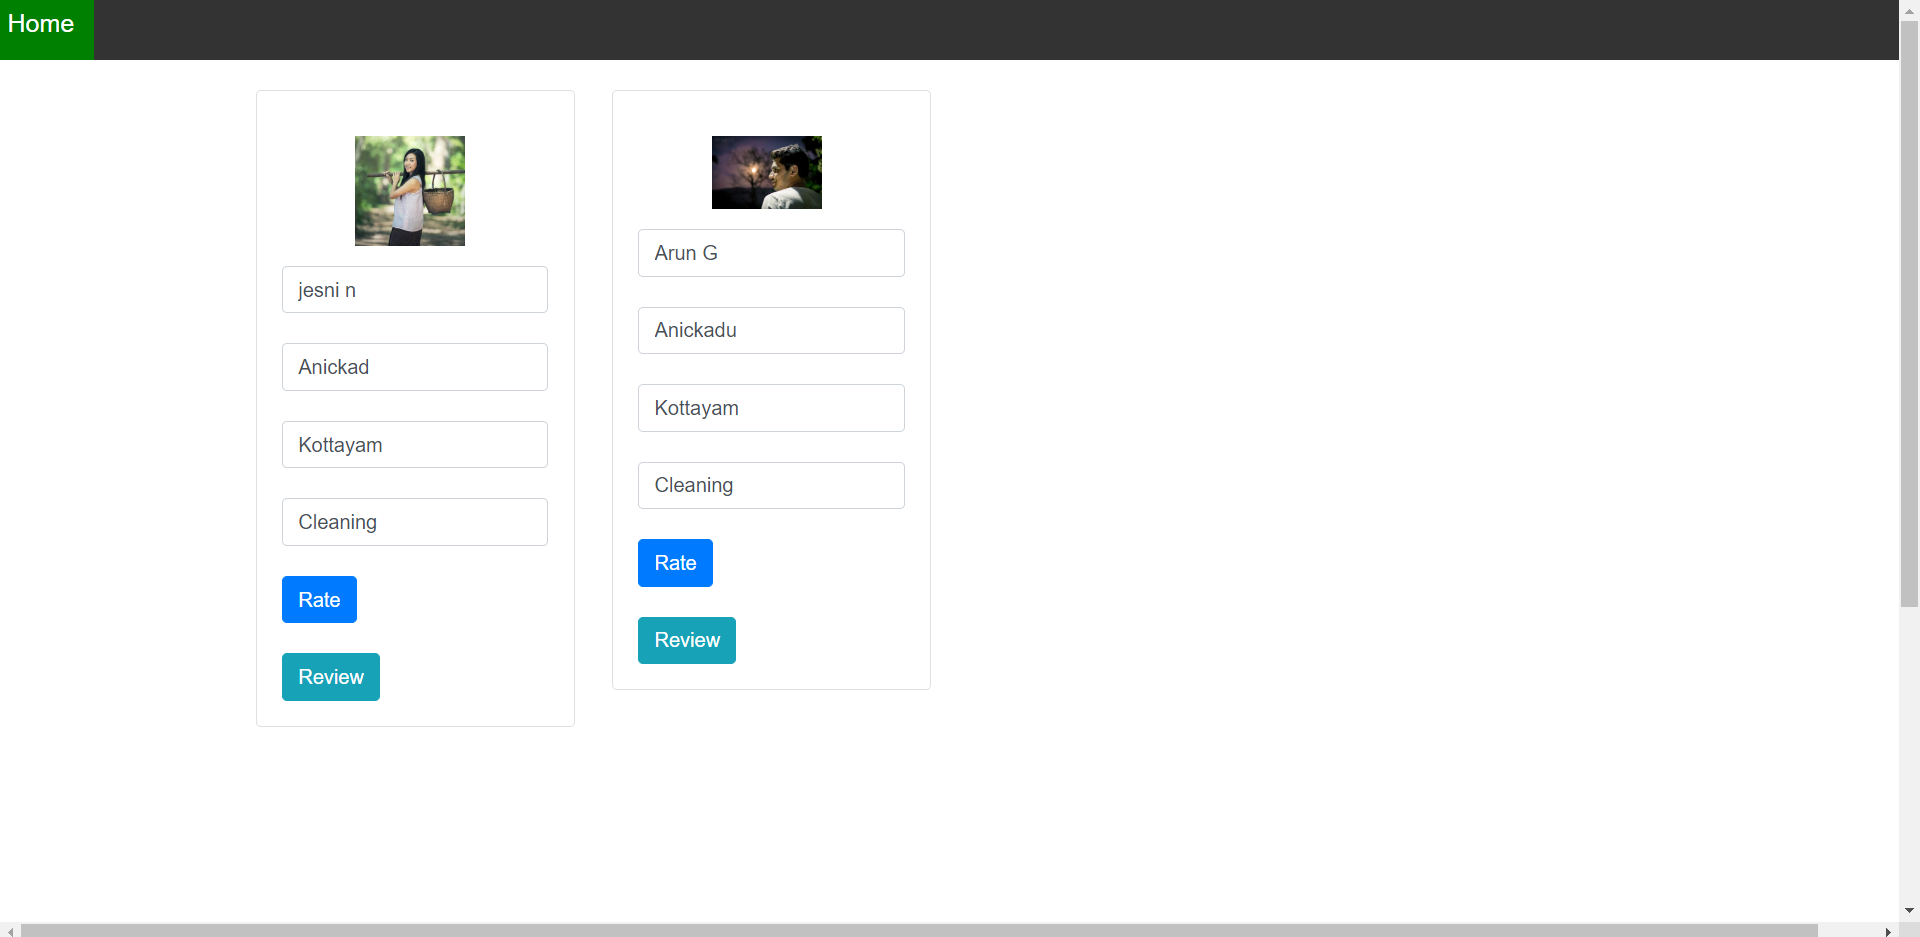 Home
jesni n
Anickad
Kottayam
Cleaning
Rate
Review
Arun G
Anickadu
Kottayam
Cleaning
Rate
Review